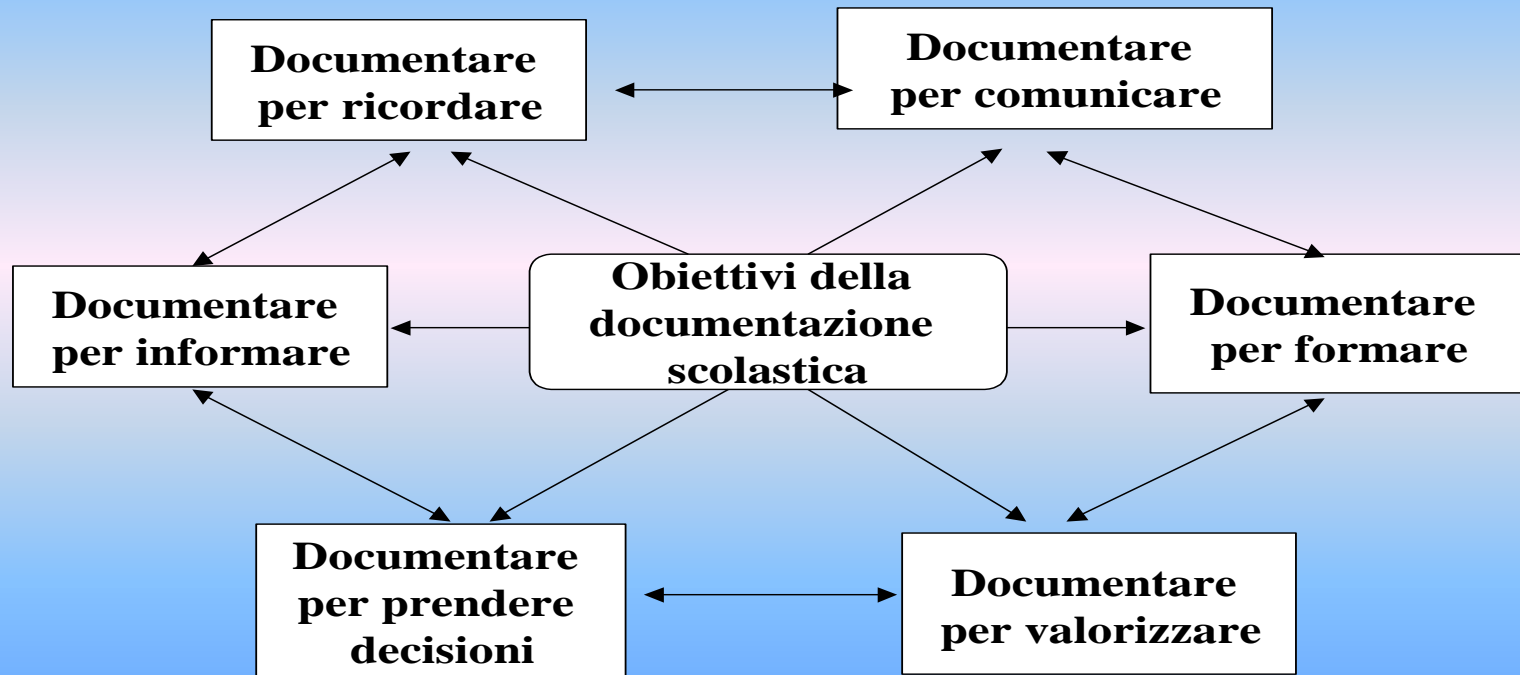 Documentare
per ricordare
Documentare
per comunicare
Documentare
per informare
Obiettivi della
documentazione
scolastica
Documentare
per formare
Documentare
per prendere
decisioni
Documentare
per valorizzare